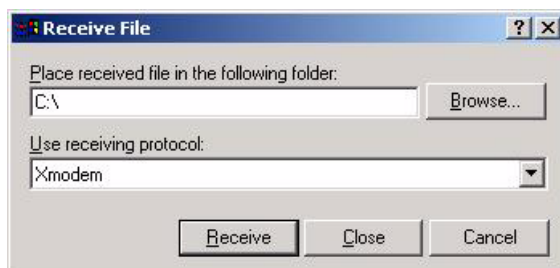 Receive File
Place received file in the following folder:
C:\
Browse...
Use receiving protocol:
Xmodem
Receive Close Cancel